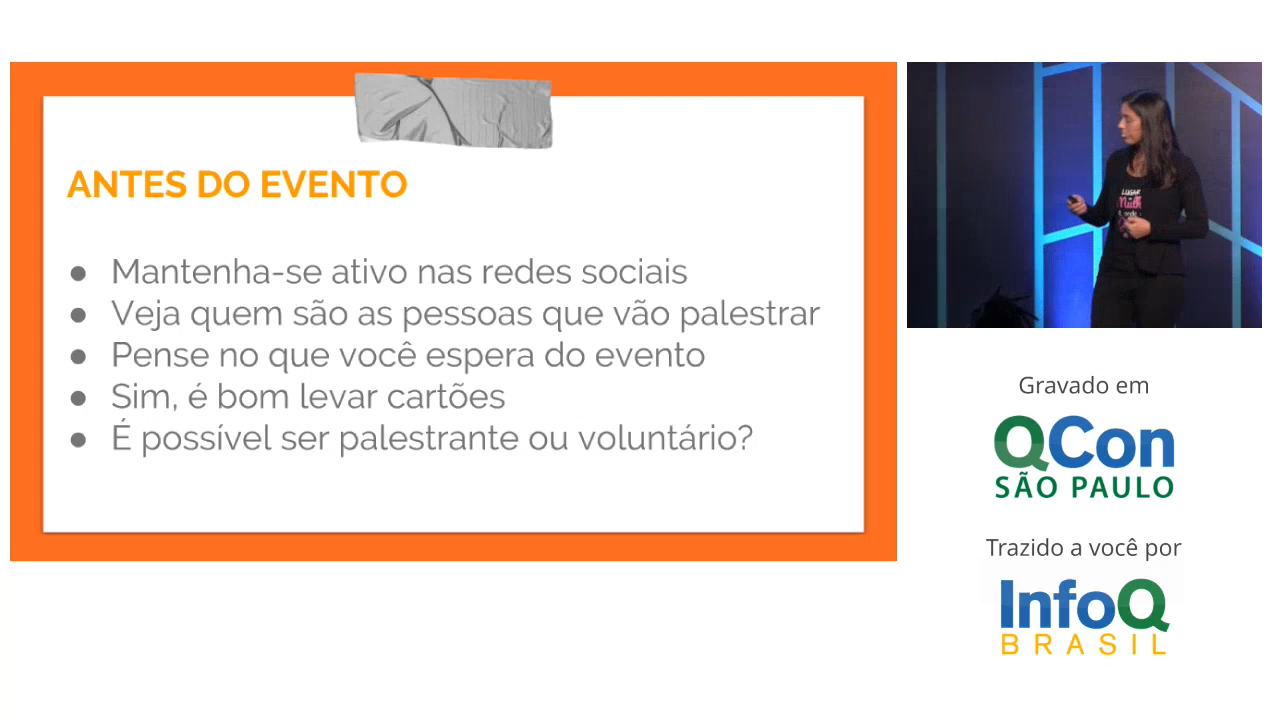 ANTES DO EVENTO
● Mantenha-se ativo nas redes sociais
● Veja quem são as pessoas que vão palestrar
● Pense no que você espera do evento
● Sim, é bom levar cartões
● É possível ser palestrante ou voluntário?
LUGAR
Gravado em
QCon
SÃO PAULO
Trazido a você por
InfoQ
BRASIL